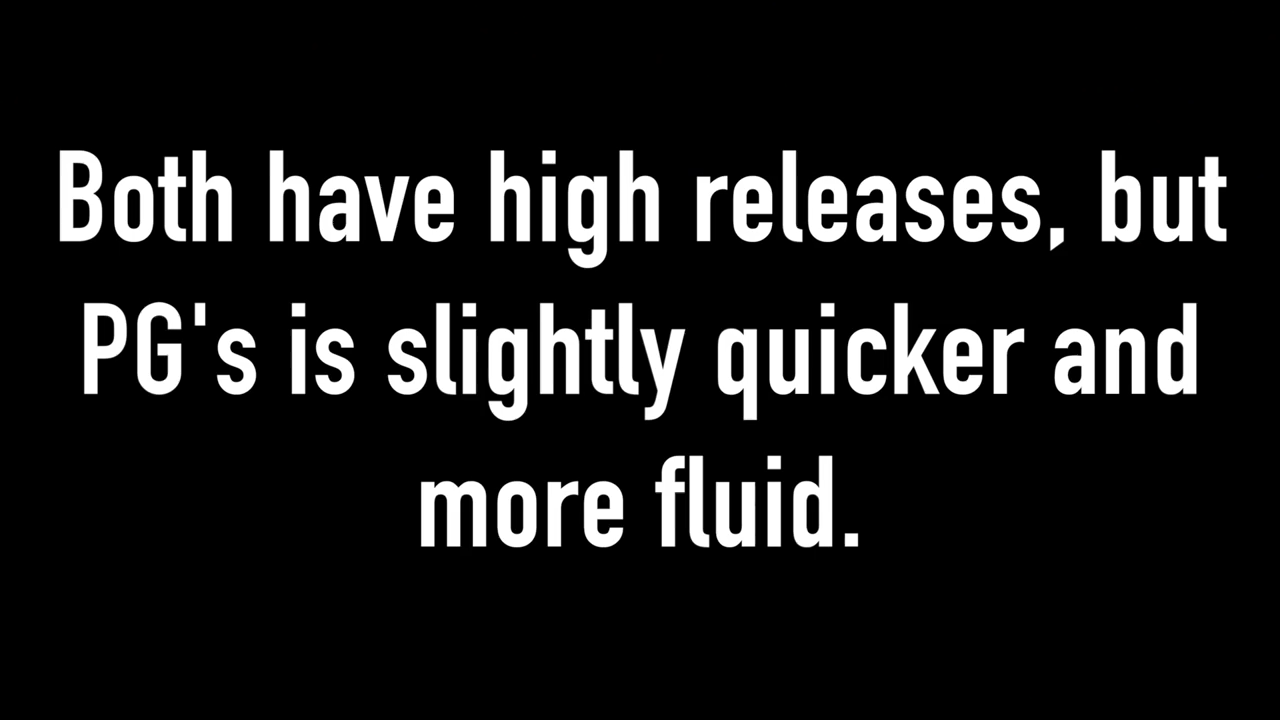 Both have high releases, but
PG's is slightly quicker and
more fluid.